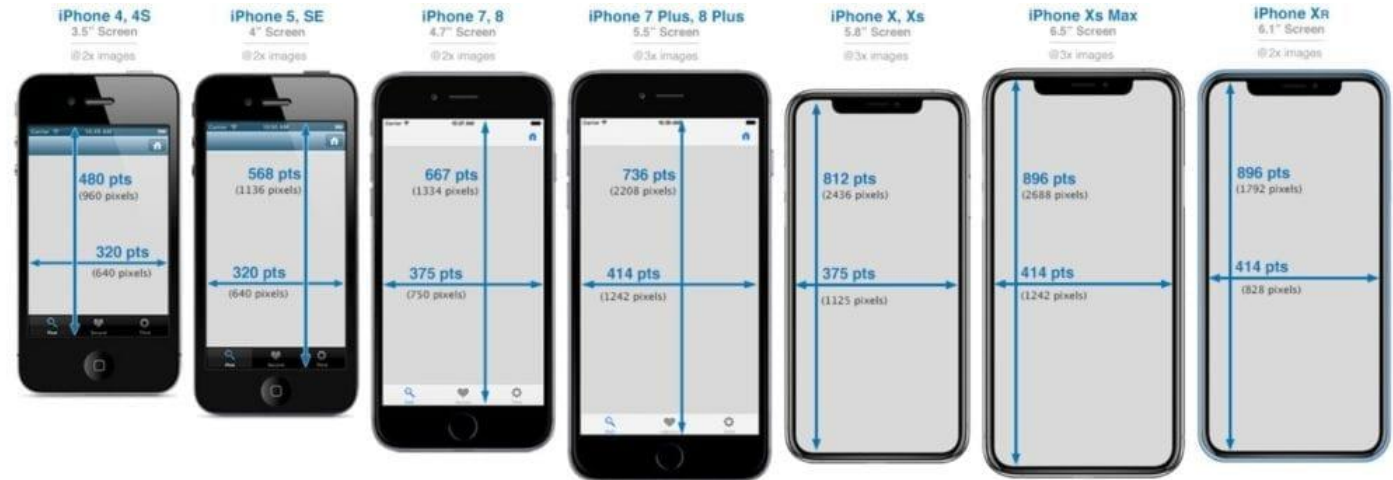 iPhone 4, 4S
3.5" Screen
@2x images
480 pts
(960 pixels)
320 pts
(640 pixels)
iPhone 5, SE
4" Screen
@2x images
568 pts
(1136 pixels)
320 pts
(640 pixels)
iPhone 7, 8
4.7" Screen
@2x images
667 pts
(1334 pixels)
375 pts
(750 pixels)
iPhone 7 Plus, 8 Plus
5.5" Screen
@3x images
736 pts
(2208 pixels)
414 pts
(1242 pixels)
iPhone X, Xs
5.8" Screen
@3x images
812 pts
(2436 pixels)
375 pts
(1125 pixels)
iPhone Xs Max
6.5" Screen
@3x images
896 pts
(2688 pixels)
414 pts
(1242 pixels)
iPhone XR
6.1" Screen
@2x images
896 pts
(1792 pixels)
414 pts
(828 pixels)